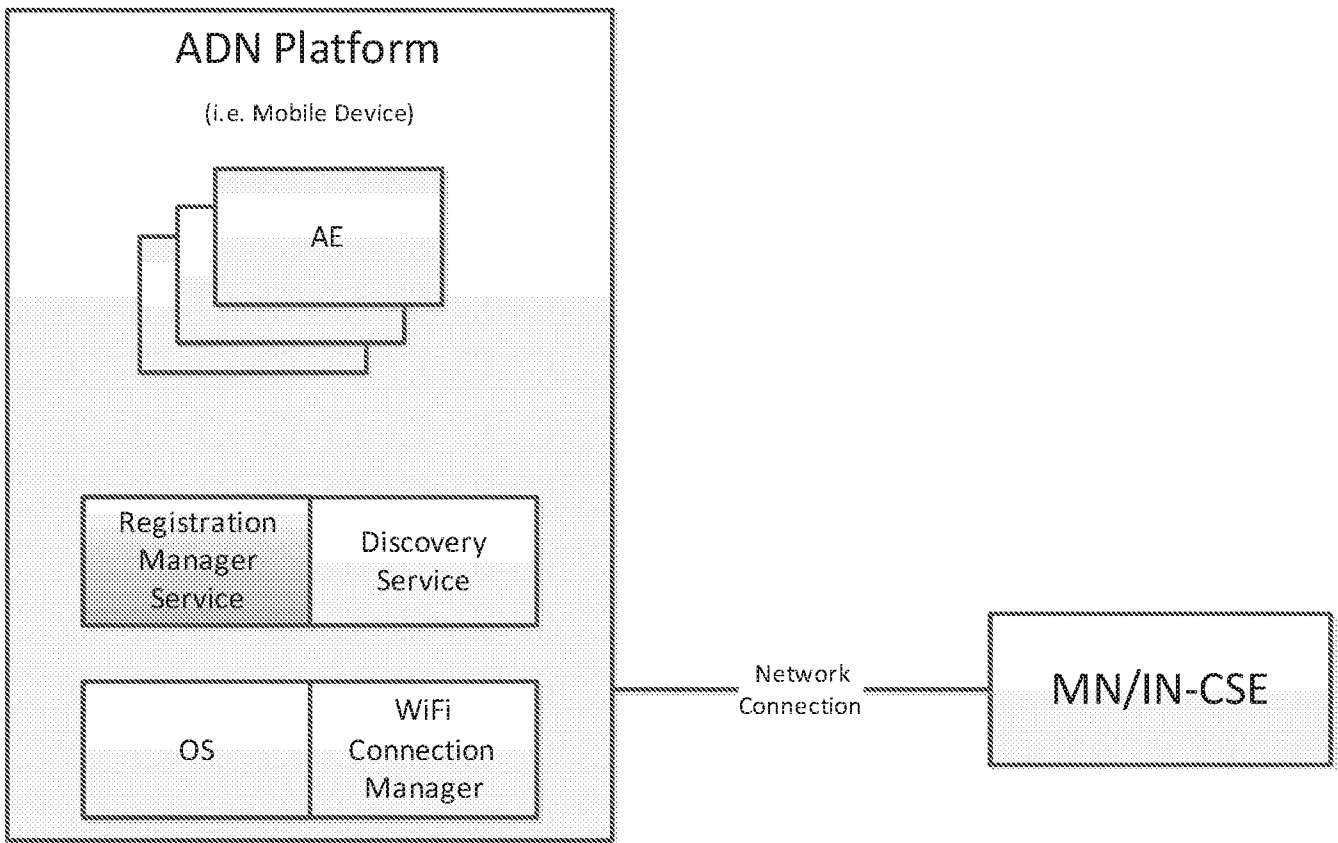 ADN Platform
(i.e. Mobile Device)
AE
Registration
Manager
Service
Discovery
Service
OS
WiFi
Connection
Manager
Network
Connection
MN/IN-CSE